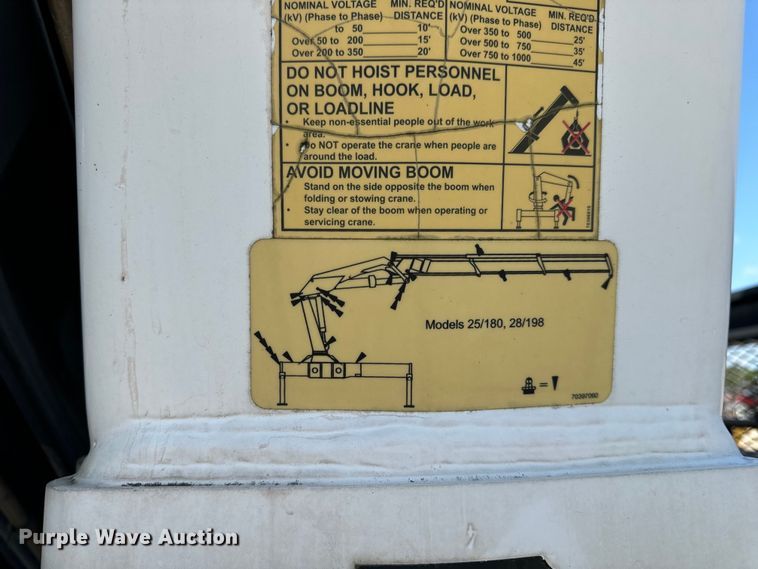 NOMINAL VOLTAGE MIN. REQ'D NOMINAL VOLTAGE MIN. REQ'D
(kV) (Phase to Phase) DISTANCE (kV) (Phase to Phase) DISTANCE
to 50 10' Over 350 to 500 25'
Over 50 to 200 15' Over 500 to 750 35'
Over 200 to 350 20' Over 750 to 1000 45'
DO NOT HOIST PERSONNEL
ON BOOM, HOOK, LOAD,
OR LOADLINE
• Keep non-essential people out of the work
area.
• Do NOT operate the crane when people are
around the load.
AVOID MOVING BOOM
• Stand on the side opposite the boom when
folding or stowing crane.
• Stay clear of the boom when operating or
servicing crane.
Models 25/180, 28/198
=
70397060
Purple Wave Auction